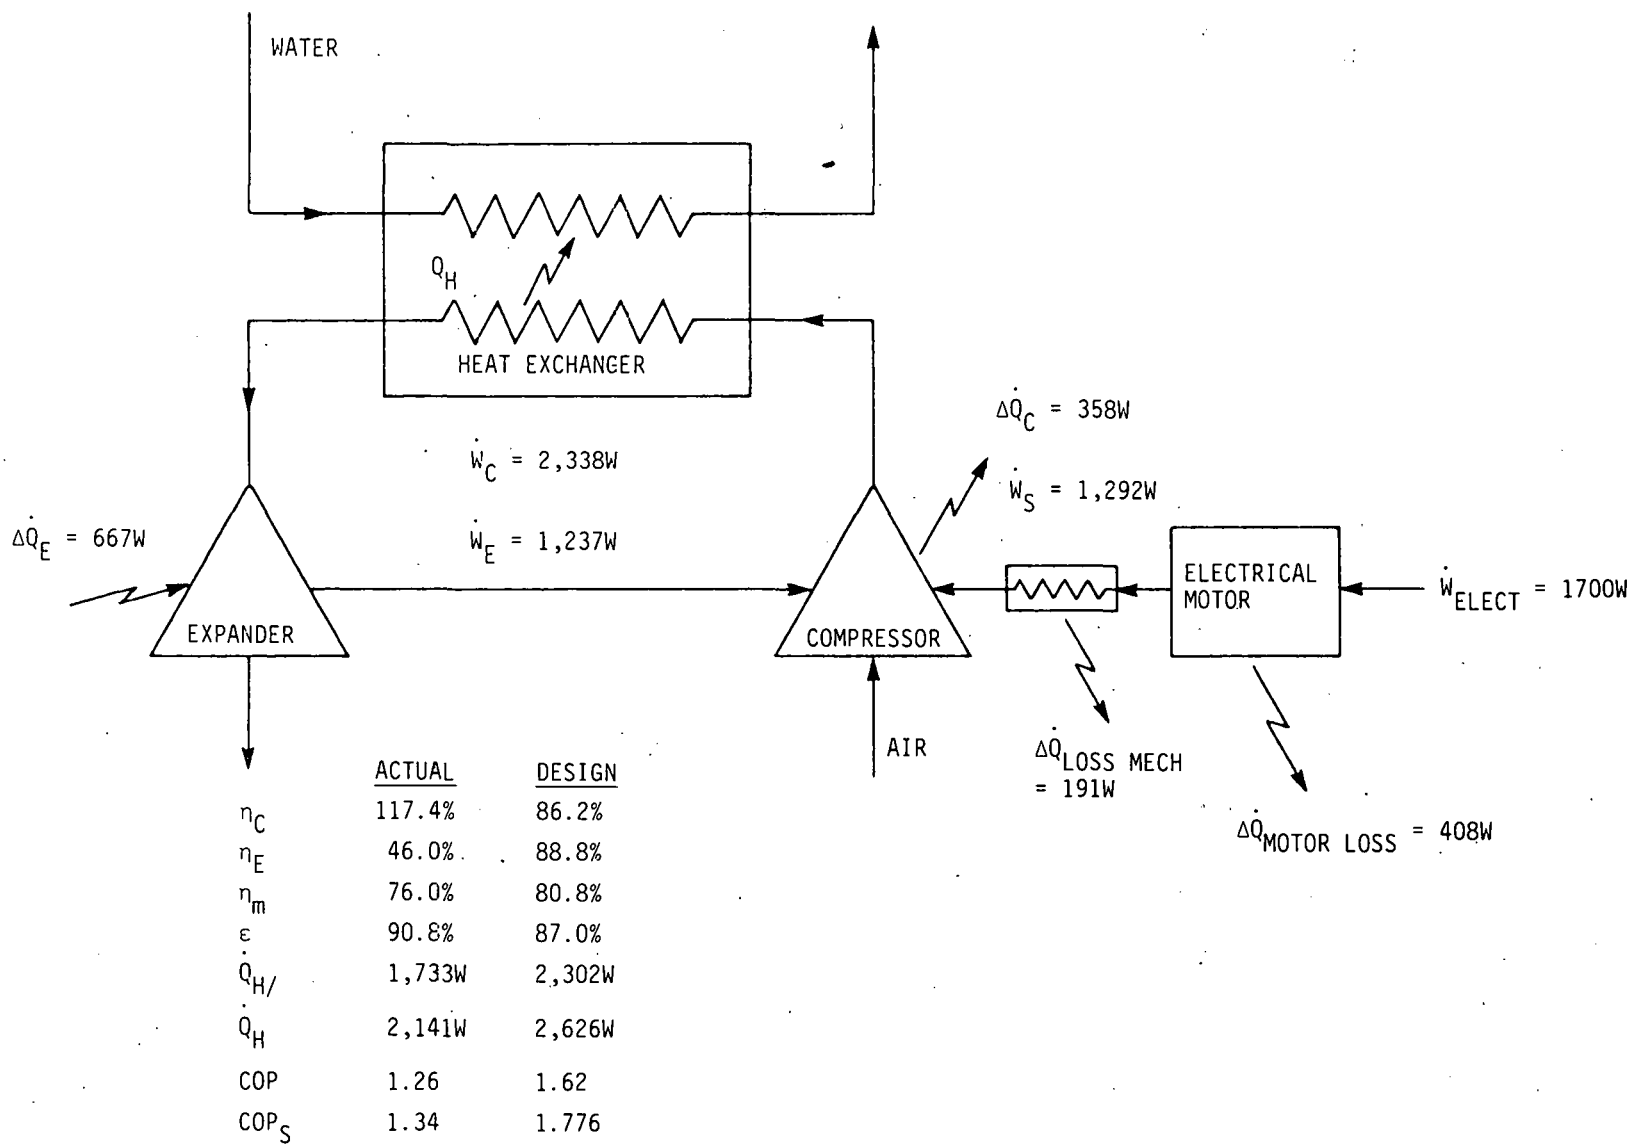 WATER
Q_H
HEAT EXCHANGER
ΔQ̇_C = 358W
Ẇ_C = 2,338W
Ẇ_S = 1,292W
ΔQ̇_E = 667W
Ẇ_E = 1,237W
ELECTRICAL
MOTOR
Ẇ_ELECT = 1700W
EXPANDER
COMPRESSOR
AIR
ΔQ̇_LOSS MECH
= 191W
ΔQ̇_MOTOR LOSS = 408W
ACTUAL DESIGN
η_C 117.4% 86.2%
η_E 46.0% 88.8%
η_m 76.0% 80.8%
ε 90.8% 87.0%
Q̇_H/ 1,733W 2,302W
Q̇_H 2,141W 2,626W
COP 1.26 1.62
COP_S 1.34 1.776